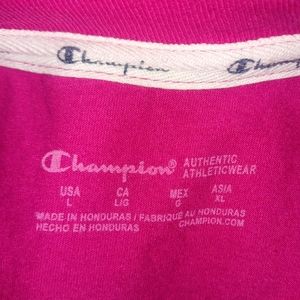 Champion Champion
Champion® AUTHENTIC
ATHLETICWEAR
USA CA MEX ASIA
L L/G G XL
MADE IN HONDURAS / FABRIQUÉ AU HONDURAS
HECHO EN HONDURAS CHAMPION.COM